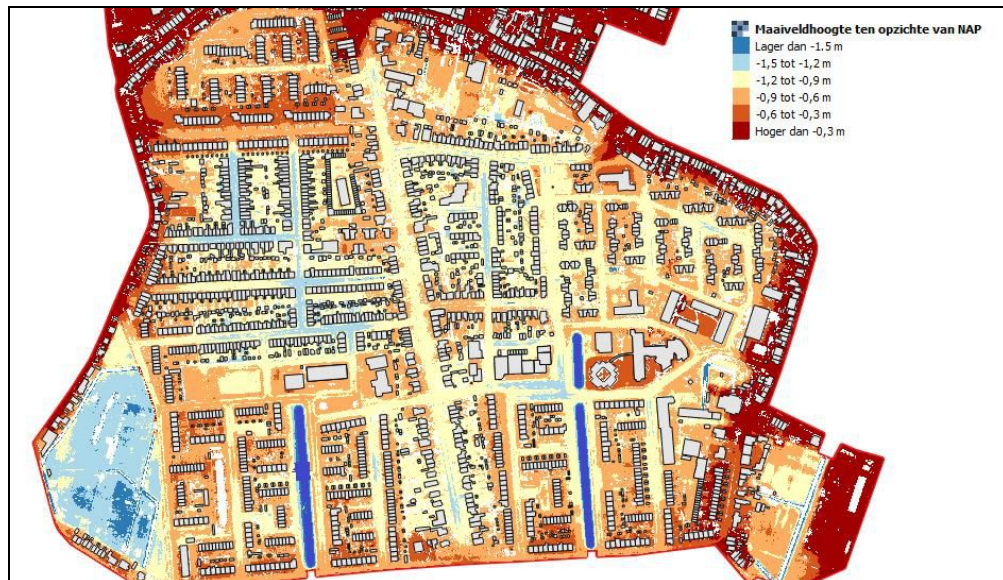 Maaiveldhoogte ten opzichte van NAP
Lager dan -1.5 m
-1,5 tot -1,2 m
-1,2 tot -0,9 m
-0,9 tot -0,6 m
-0,6 tot -0,3 m
Hoger dan -0,3 m